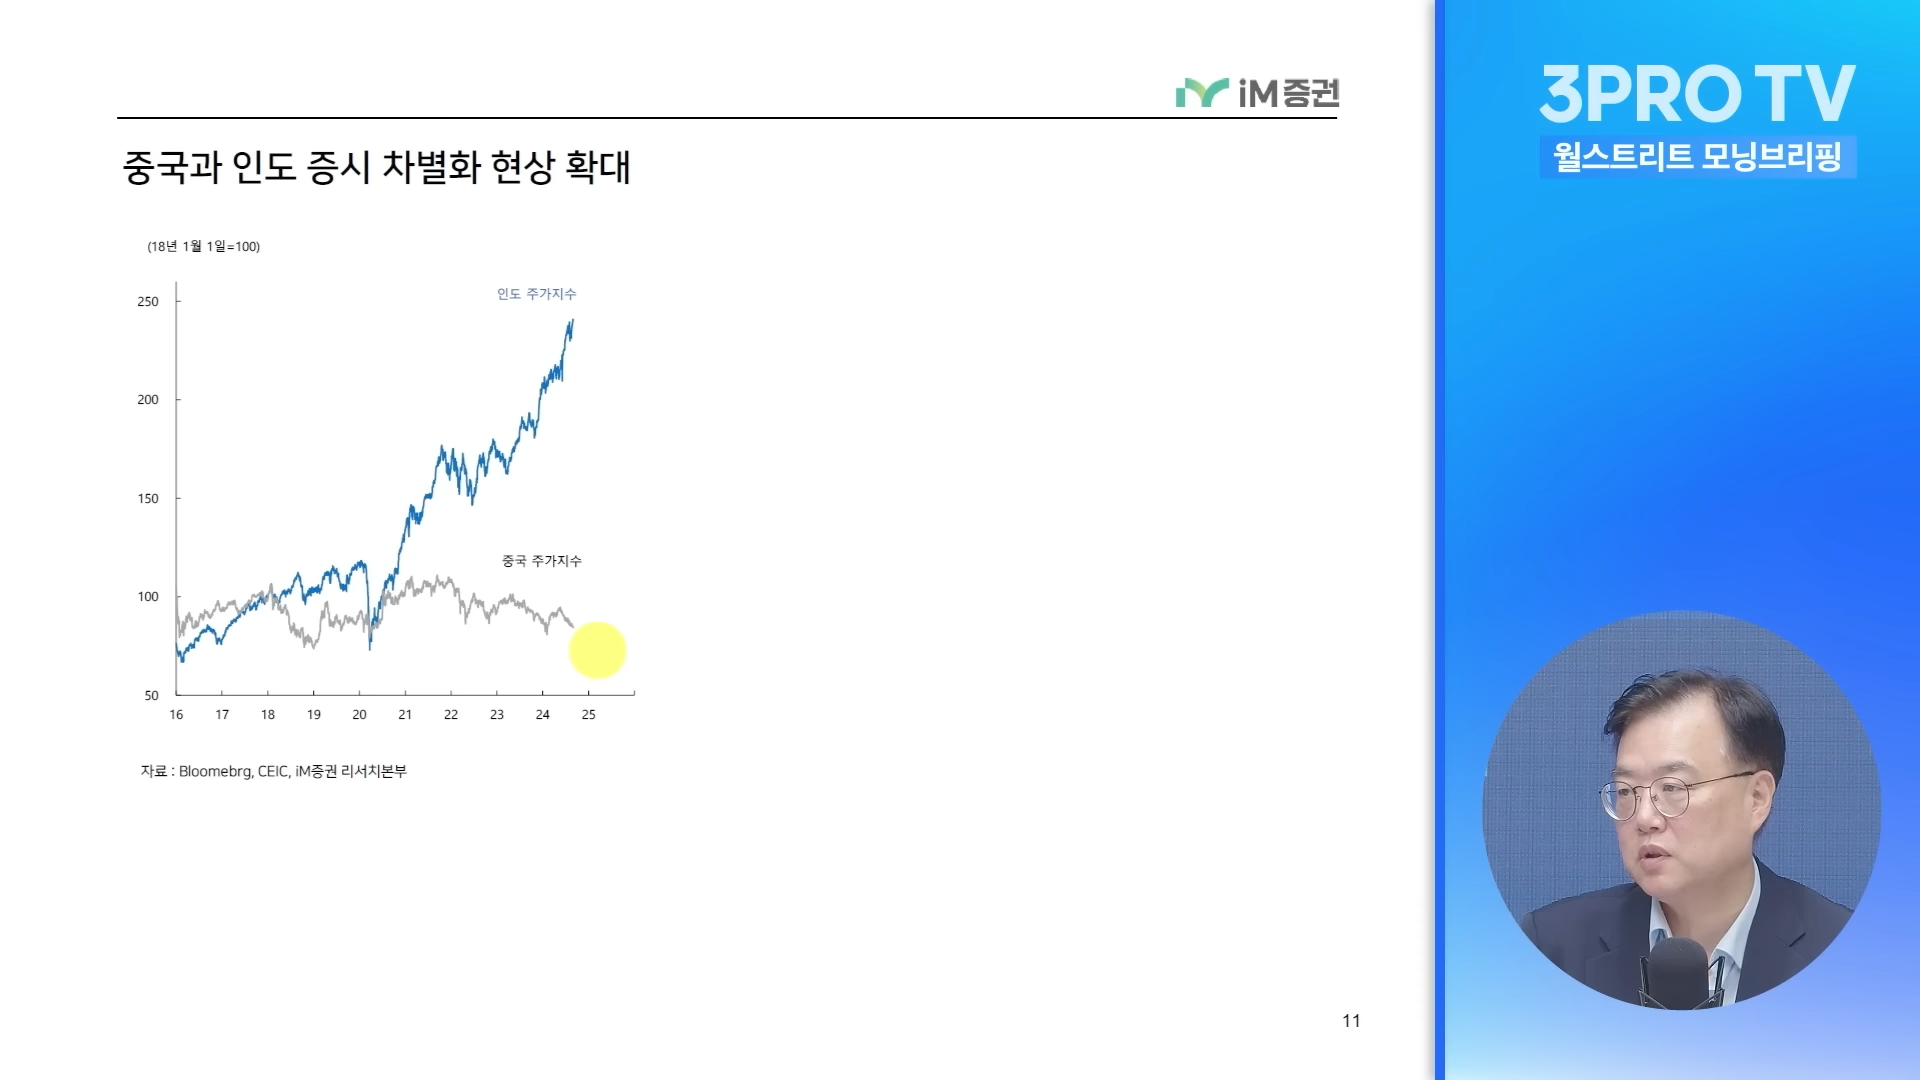 iM증권
3PRO TV
월스트리트 모닝브리핑
중국과 인도 증시 차별화 현상 확대
(18년 1월 1일=100)
인도 주가지수
중국 주가지수
250
200
150
100
50
16 17 18 19 20 21 22 23 24 25
자료 : Bloomebrg, CEIC, iM증권 리서치본부
11